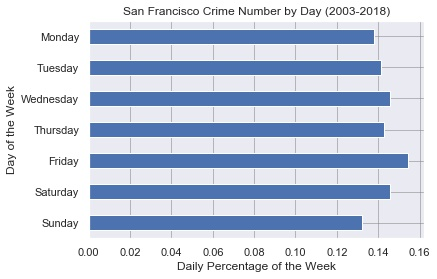 San Francisco Crime Number by Day (2003-2018)
Monday
Tuesday
Wednesday
Thursday
Friday
Saturday
Sunday
Day of the Week
0.00 0.02 0.04 0.06 0.08 0.10 0.12 0.14 0.16
Daily Percentage of the Week